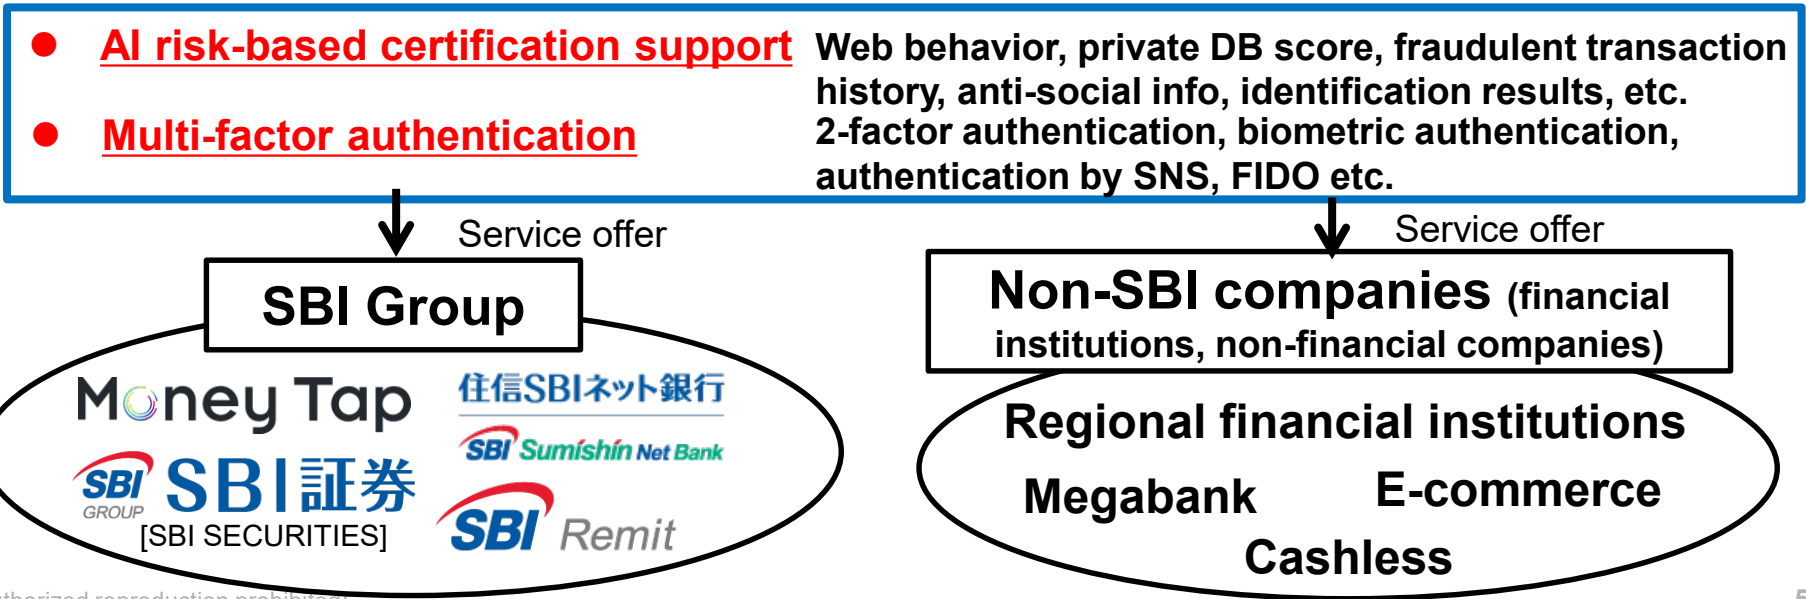 ● AI risk-based certification support Web behavior, private DB score, fraudulent transaction
history, anti-social info, identification results, etc.
● Multi-factor authentication 2-factor authentication, biometric authentication,
authentication by SNS, FIDO etc.
Service offer
Service offer
SBI Group
Money Tap
住信SBIネット銀行
SBI Sumishin Net Bank
SBI GROUP SBI証券
[SBI SECURITIES]
SBI Remit
Non-SBI companies (financial
institutions, non-financial companies)
Regional financial institutions
Megabank E-commerce
Cashless